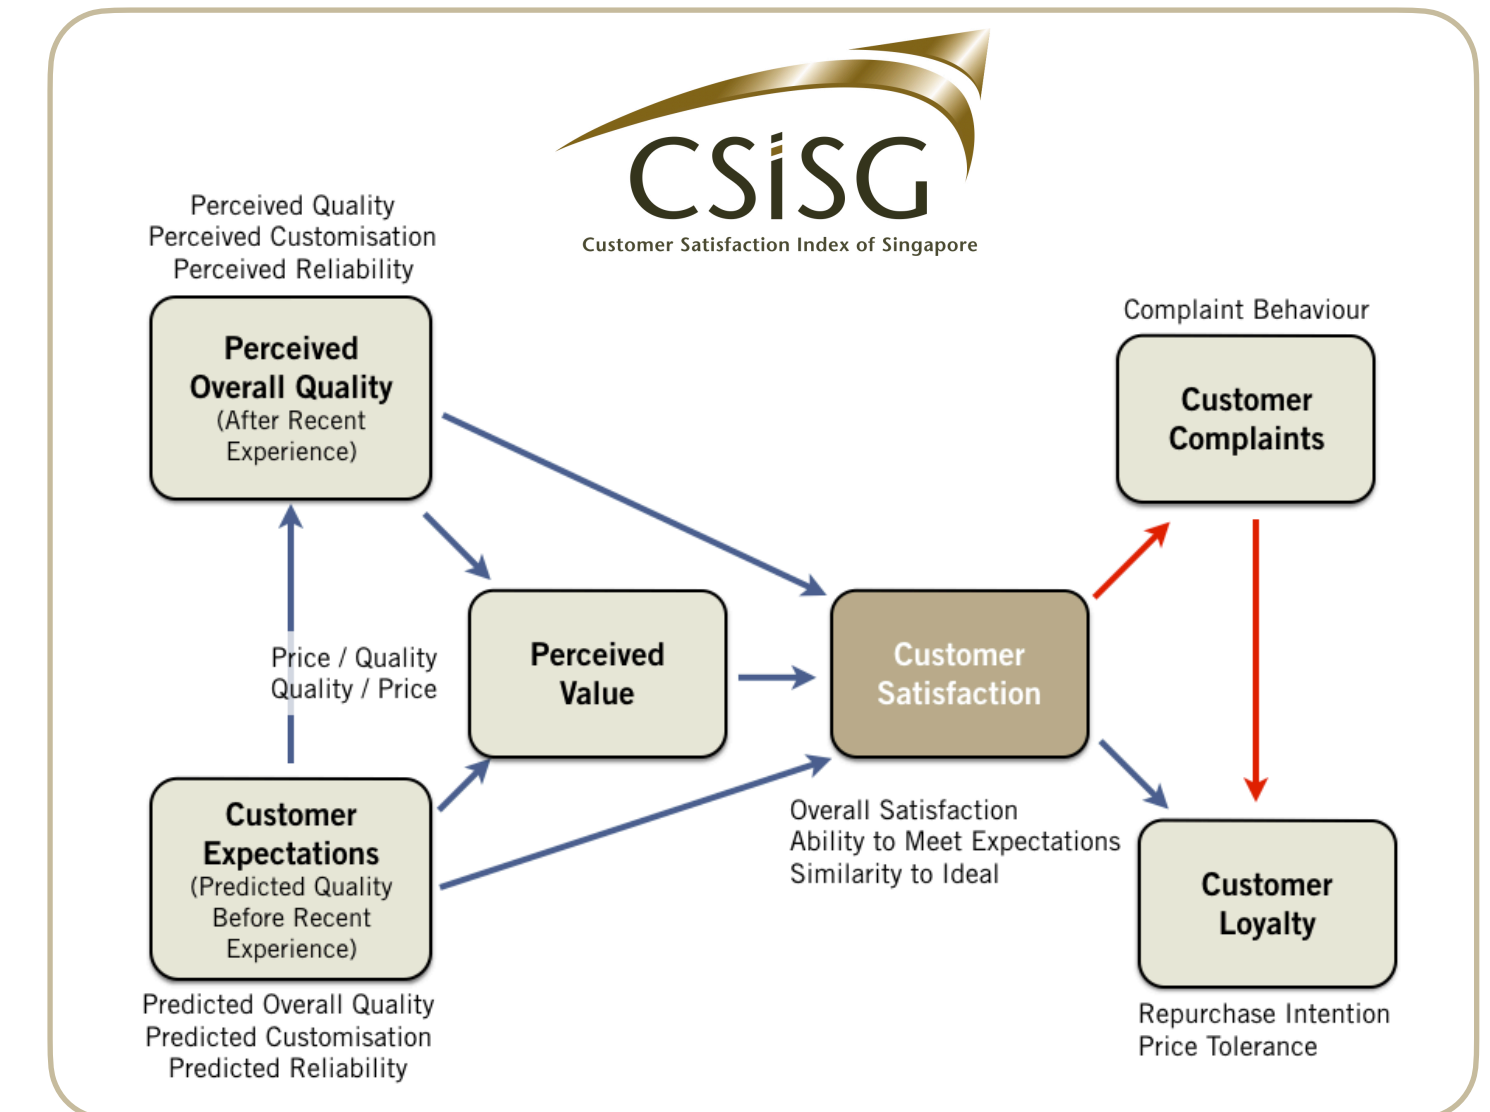 CSISG
Customer Satisfaction Index of Singapore
Perceived Quality
Perceived Customisation
Perceived Reliability
Perceived
Overall Quality
(After Recent
Experience)
Complaint Behaviour
Customer
Complaints
Price / Quality
Quality / Price
Perceived
Value
Customer
Satisfaction
Overall Satisfaction
Ability to Meet Expectations
Similarity to Ideal
Customer
Expectations
(Predicted Quality
Before Recent
Experience)
Predicted Overall Quality
Predicted Customisation
Predicted Reliability
Customer
Loyalty
Repurchase Intention
Price Tolerance